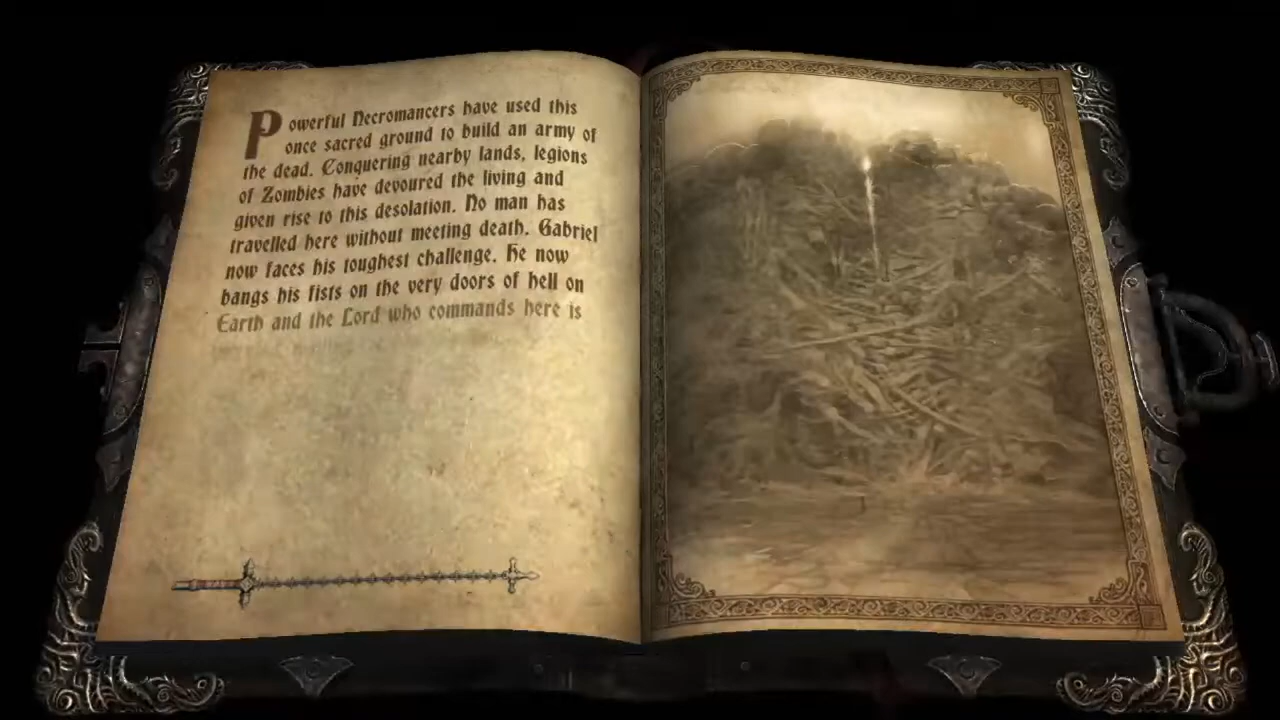 Powerful Necromancers have used this
once sacred ground to build an army of
the dead. Conquering nearby lands, legions
of Zombies have devoured the living and
given rise to this desolation. No man has
travelled here without meeting death. Gabriel
now faces his toughest challenge. He now
bangs his fists on the very doors of hell on
Earth and the Lord who commands here is